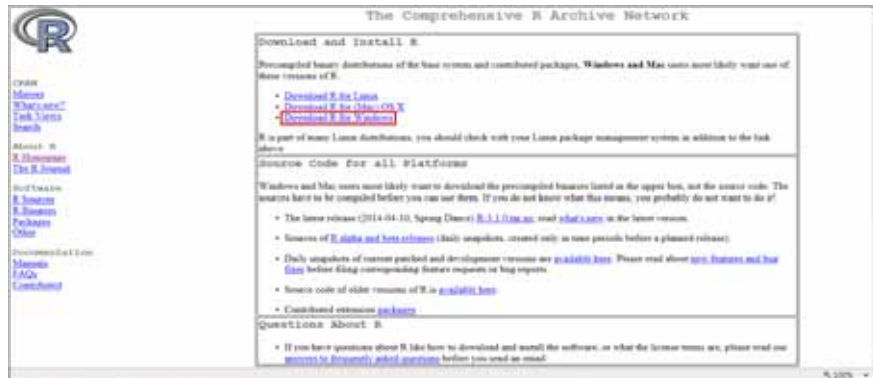 The Comprehensive R Archive Network
R
CRAN
Mirrors
What's new?
Task Views
Search
About R
R Homepage
The R Journal
Software
R Sources
R Binaries
Packages
Other
Documentation
Manuals
FAQs
Contributed
Download and Install R
Precompiled binary distributions of the base system and contributed packages, Windows and Mac users most likely want one of
these versions of R:
• Download R for Linux
• Download R for (Mac) OS X
• Download R for Windows
R is part of many Linux distributions, you should check with your Linux package management system in addition to the link
above.
Source Code for all Platforms
Windows and Mac users most likely want to download the precompiled binaries listed in the upper box, not the source code. The
sources have to be compiled before you can use them. If you do not know what this means, you probably do not want to do it!
• The latest release (2014-04-10, Spring Dance) R-3.1.0.tar.gz, read what's new in the latest version.
• Sources of R alpha and beta releases (daily snapshots, created only in time periods before a planned release).
• Daily snapshots of current patched and development versions are available here. Please read about new features and bug
fixes before filing corresponding feature requests or bug reports.
• Source code of older versions of R is available here.
• Contributed extension packages
Questions About R
• If you have questions about R like how to download and install the software, or what the license terms are, please read our
answers to frequently asked questions before you send an email.
100%